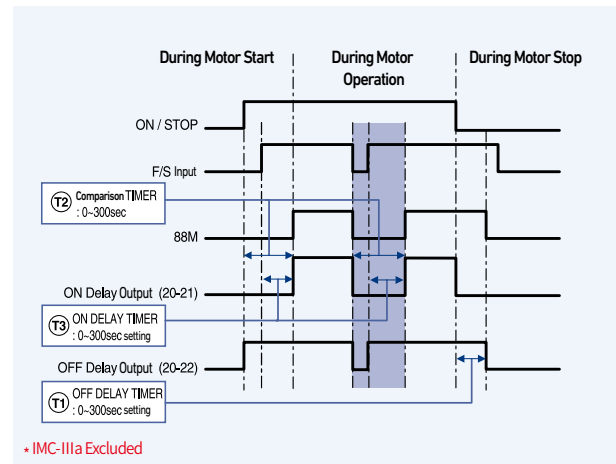 During Motor Start
During Motor
Operation
During Motor Stop
ON / STOP
F/S Input
T2 Comparison TIMER
: 0~300sec
88M
ON Delay Output (20-21)
T3 ON DELAY TIMER
: 0~300sec setting
OFF Delay Output (20-22)
T1 OFF DELAY TIMER
: 0~300sec setting
* IMC-IIIa Excluded